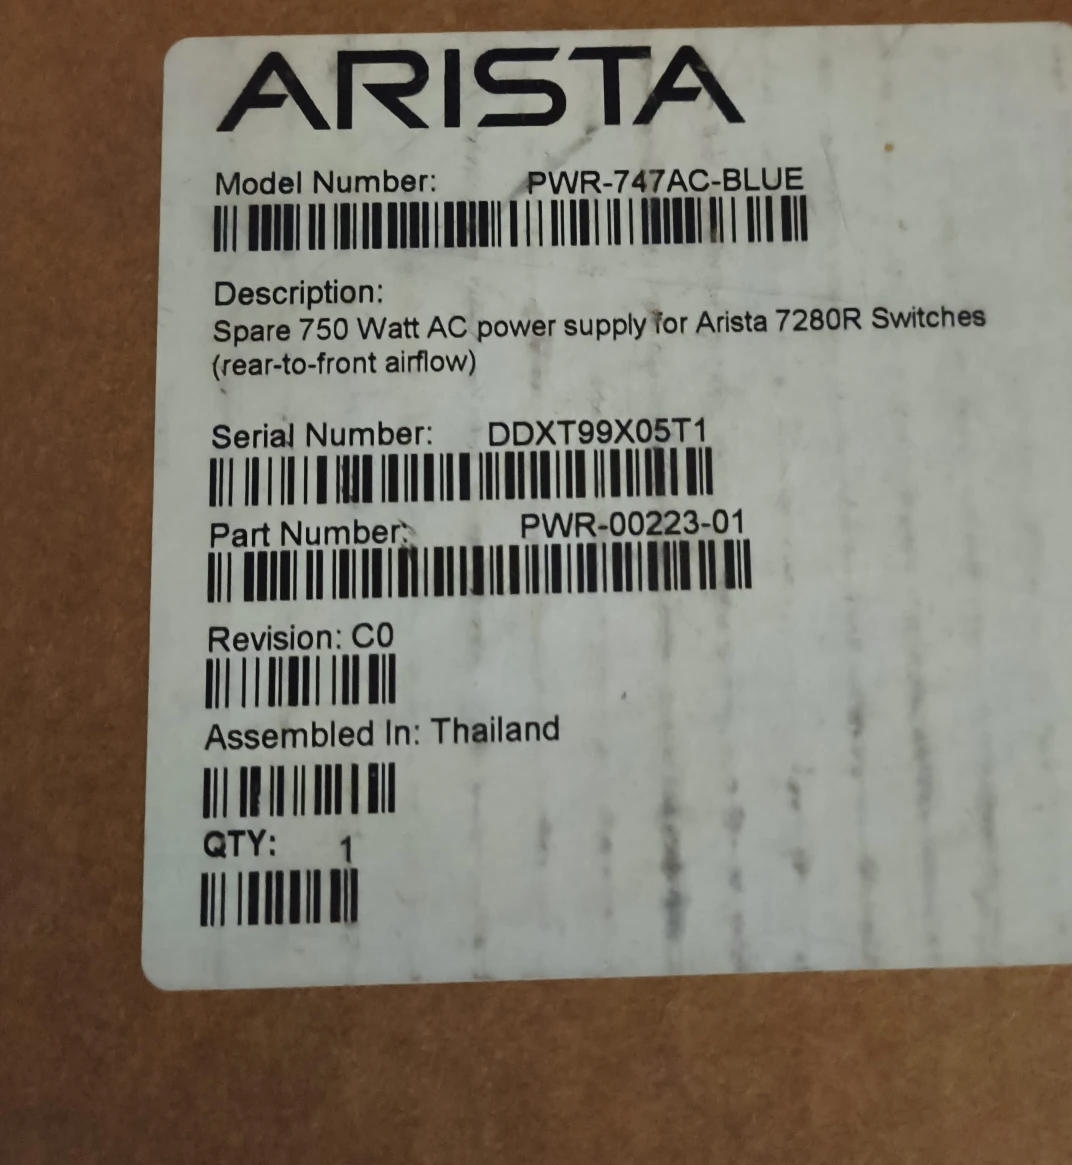 ARISTA
Model Number: PWR-747AC-BLUE
Description:
Spare 750 Watt AC power supply for Arista 7280R Switches
(rear-to-front airflow)
Serial Number: DDXT99X05T1
Part Number: PWR-00223-01
Revision: C0
Assembled In: Thailand
QTY: 1